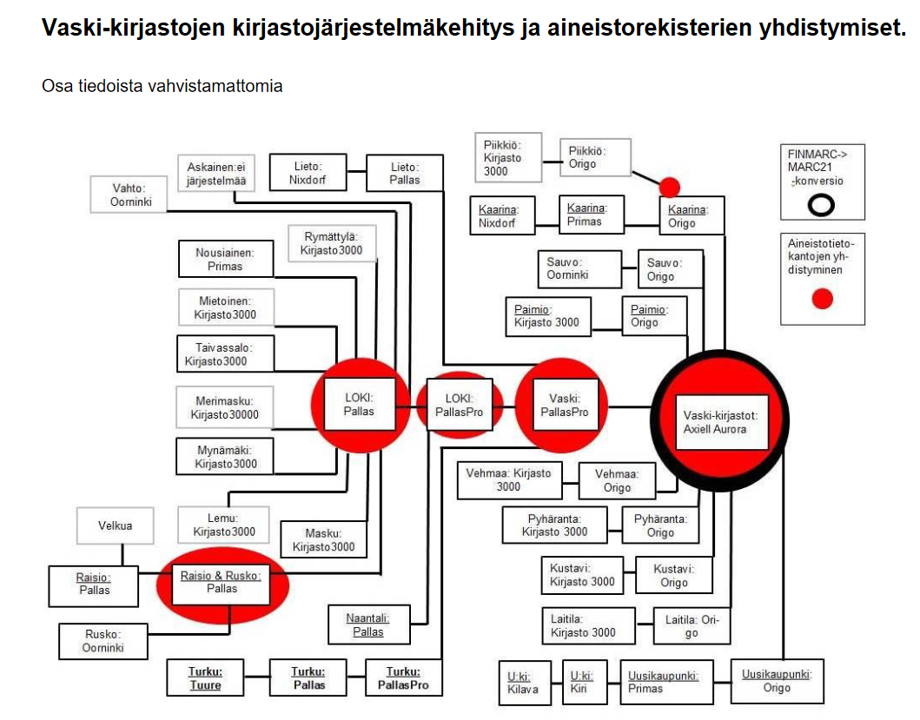 Vaski-kirjastojen kirjastojärjestelmäkehitys ja aineistorekisterien yhdistymiset.
Osa tiedoista vahvistamattomia
Vahto:
Oorninki
Askainen:ei
järjestelmää
Lieto:
Nixdorf
Lieto:
Pallas
Nousiainen:
Primas
Rymättylä:
Kirjasto3000
Mietoinen:
Kirjasto3000
Taivassalo:
Kirjasto3000
Merimasku:
Kirjasto30000
Mynämäki:
Kirjasto3000
Lemu:
Kirjasto3000
Masku:
Kirjasto3000
Velkua
Raisio:
Pallas
Raisio & Rusko:
Pallas
Rusko:
Oorninki
Naantali:
Pallas
Turku:
Tuure
Turku:
Pallas
Turku:
PallasPro
LOKI:
Pallas
LOKI:
PallasPro
Vaski:
PallasPro
Vaski-kirjastot:
Axiell Aurora
Piikkiö:
Kirjasto
3000
Piikkiö:
Origo
Kaarina:
Nixdorf
Kaarina:
Primas
Kaarina:
Origo
Sauvo:
Oorninki
Sauvo:
Origo
Paimio:
Kirjasto 3000
Paimio:
Origo
Vehmaa: Kirjasto
3000
Vehmaa:
Origo
Pyhäranta:
Kirjasto 3000
Pyhäranta:
Origo
Kustavi:
Kirjasto 3000
Kustavi:
Origo
Laitila:
Kirjasto 3000
Laitila: Ori-
go
U:ki:
Kilava
U:ki:
Kiri
Uusikaupunki:
Primas
Uusikaupunki:
Origo
FINMARC->
MARC21
-konversio
Aineistotieto-
kantojen yh-
distyminen